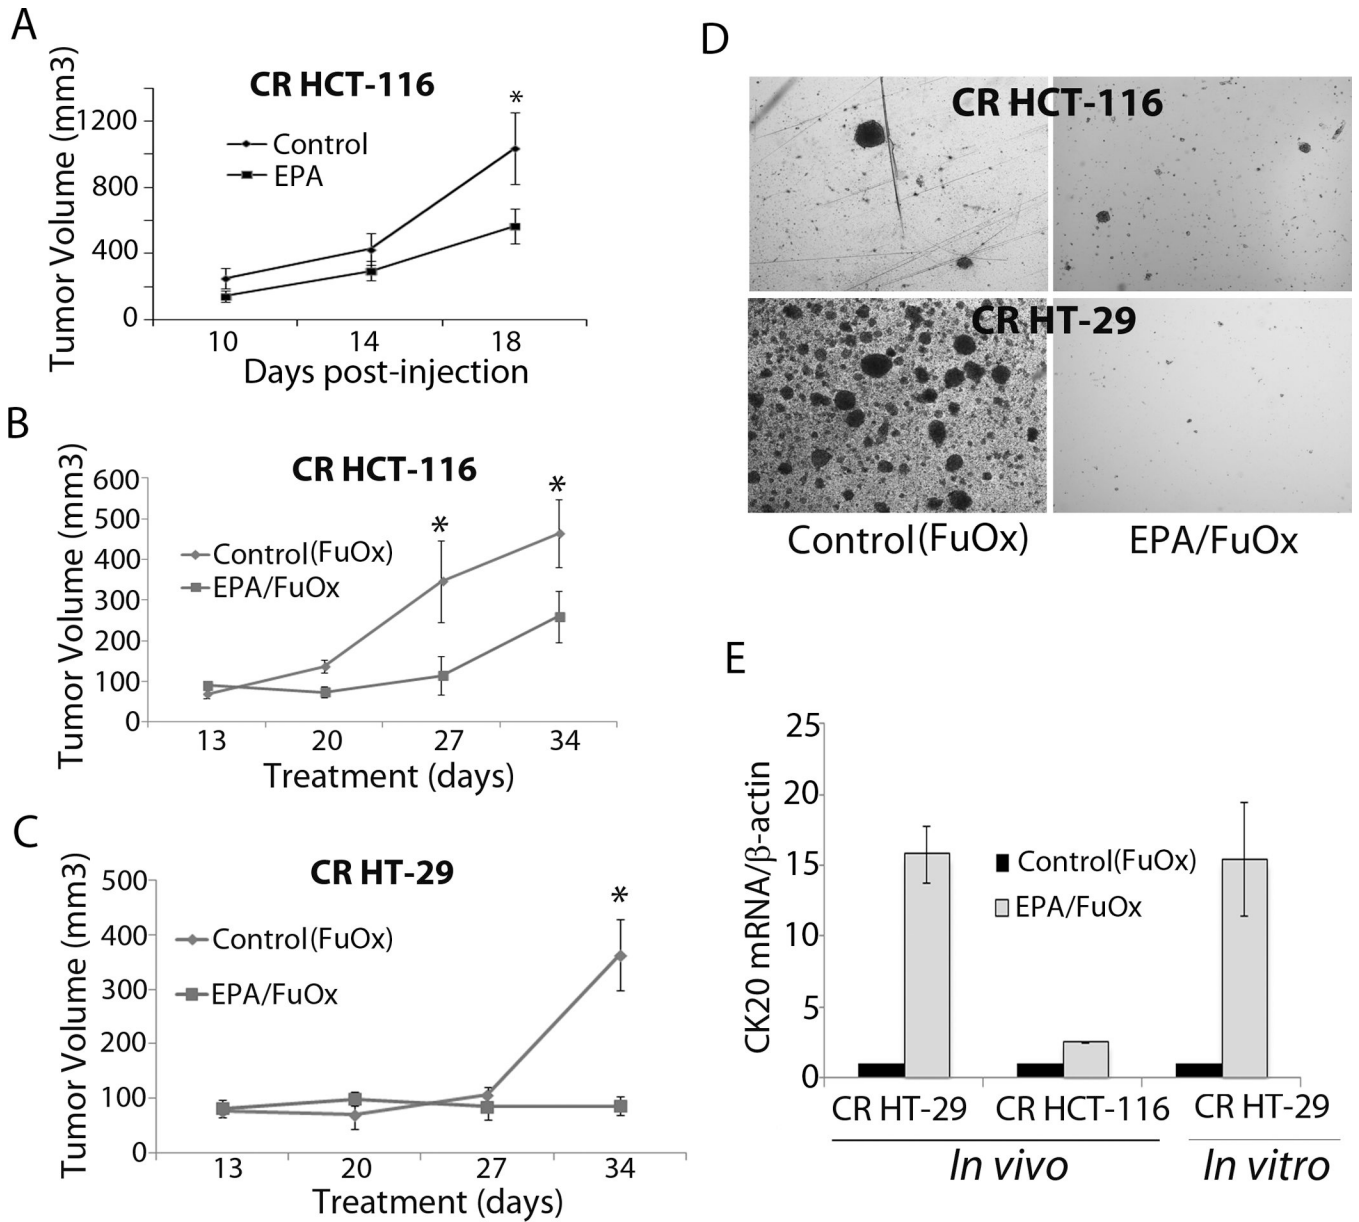 A
CR HCT-116
Tumor Volume (mm3)
1200
800
400
0
*
Control
EPA
10 14 18
Days post-injection
B
CR HCT-116
Tumor Volume (mm3)
600
500
400
300
200
100
0
* *
Control(FuOx)
EPA/FuOx
13 20 27 34
Treatment (days)
C
CR HT-29
Tumor Volume (mm3)
500
400
300
200
100
0
*
Control(FuOx)
EPA/FuOx
13 20 27 34
Treatment (days)
D
CR HCT-116
CR HT-29
Control(FuOx) EPA/FuOx
E
CK20 mRNA/β-actin
25
20
15
10
5
0
Control(FuOx)
EPA/FuOx
CR HT-29 CR HCT-116 CR HT-29
In vivo In vitro